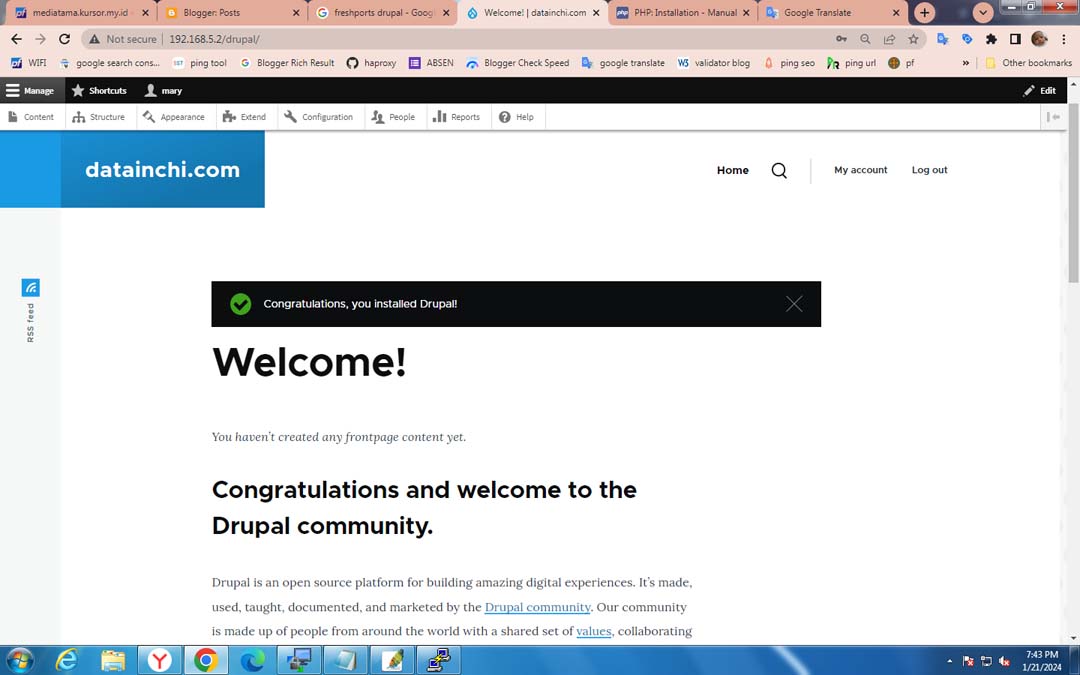 mediatama.kursor.my.id -
Blogger: Posts
freshports drupal - Goog
Welcome! | datainchi.com
PHP: Installation - Manual
Google Translate
Not secure | 192.168.5.2/drupal/
WIFI
google search cons...
ping tool
Blogger Rich Result
haproxy
ABSEN
Blogger Check Speed
google translate
validator blog
ping seo
ping url
pf
»
Other bookmarks
Manage
Shortcuts
mary
Edit
Content
Structure
Appearance
Extend
Configuration
People
Reports
Help
datainchi.com
Home
My account
Log out
RSS feed
Congratulations, you installed Drupal!
Welcome!
You haven't created any frontpage content yet.
Congratulations and welcome to the
Drupal community.
Drupal is an open source platform for building amazing digital experiences. It's made,
used, taught, documented, and marketed by the Drupal community. Our community
is made up of people from around the world with a shared set of values, collaborating
7:43 PM
1/21/2024